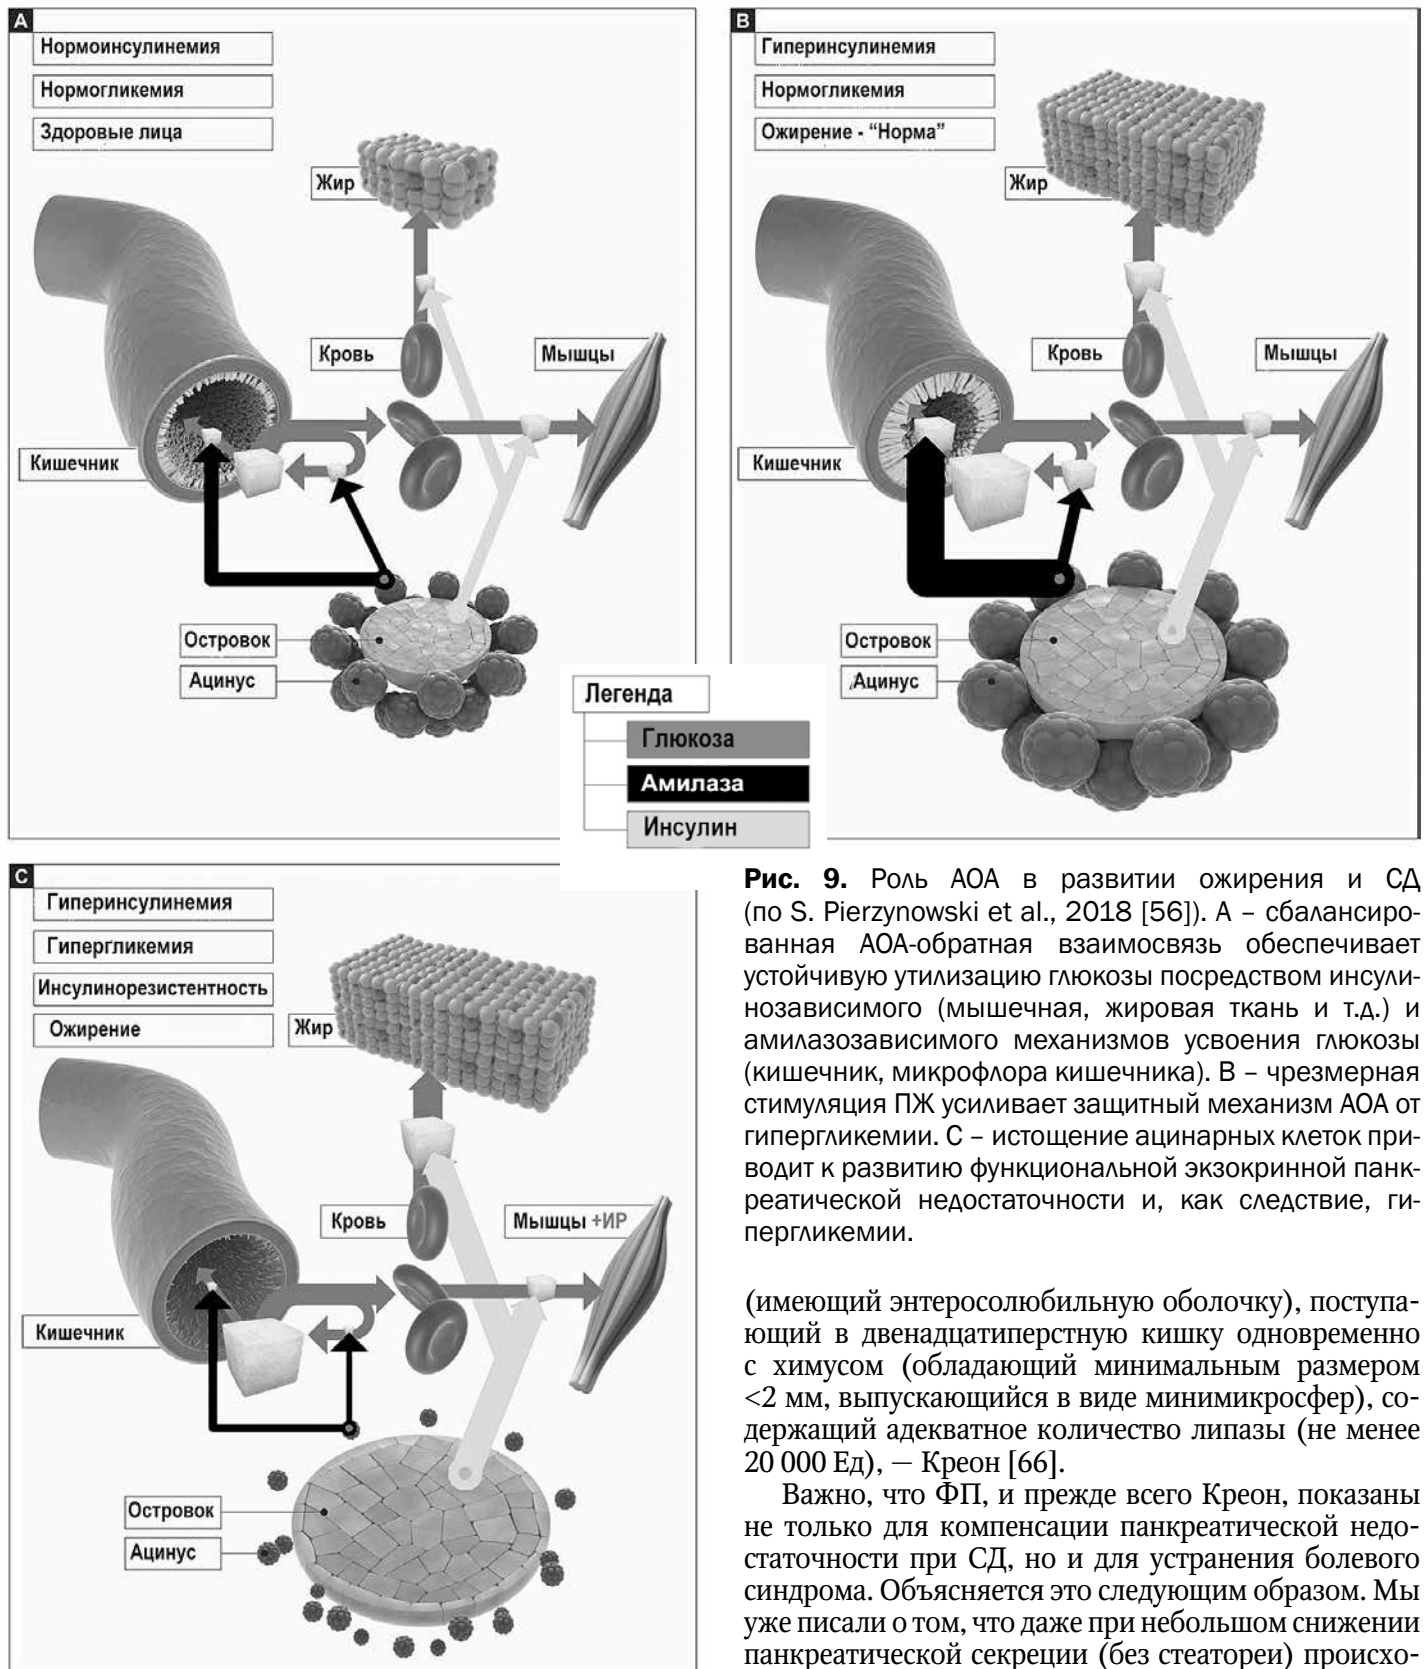 A
Нормоинсулинемия
Нормогликемия
Здоровые лица
Жир
Кровь
Мышцы
Кишечник
Островок
Ацинус
B
Гиперинсулинемия
Нормогликемия
Ожирение - “Норма”
Жир
Кровь
Мышцы
Кишечник
Островок
Ацинус
Легенда
Глюкоза
Амилаза
Инсулин
C
Гиперинсулинемия
Гипергликемия
Инсулинорезистентность
Ожирение
Жир
Кровь
Мышцы +ИР
Кишечник
Островок
Ацинус
Рис. 9. Роль АОА в развитии ожирения и СД
(по S. Pierzynowski et al., 2018 [56]). А – сбалансиро-
ванная АОА-обратная взаимосвязь обеспечивает
устойчивую утилизацию глюкозы посредством инсули-
нозависимого (мышечная, жировая ткань и т.д.) и
амилазозависимого механизмов усвоения глюкозы
(кишечник, микрофлора кишечника). В – чрезмерная
стимуляция ПЖ усиливает защитный механизм АОА от
гипергликемии. С – истощение ацинарных клеток при-
водит к развитию функциональной экзокринной панк-
реатической недостаточности и, как следствие, ги-
пергликемии.
(имеющий энтеросолюбильную оболочку), поступа-
ющий в двенадцатиперстную кишку одновременно
с химусом (обладающий минимальным размером
<2 мм, выпускающийся в виде минимикросфер), со-
держащий адекватное количество липазы (не менее
20 000 Ед), — Креон [66].
Важно, что ФП, и прежде всего Креон, показаны
не только для компенсации панкреатической недо-
статочности при СД, но и для устранения болевого
синдрома. Объясняется это следующим образом. Мы
уже писали о том, что даже при небольшом снижении
панкреатической секреции (без стеатореи) происхо-